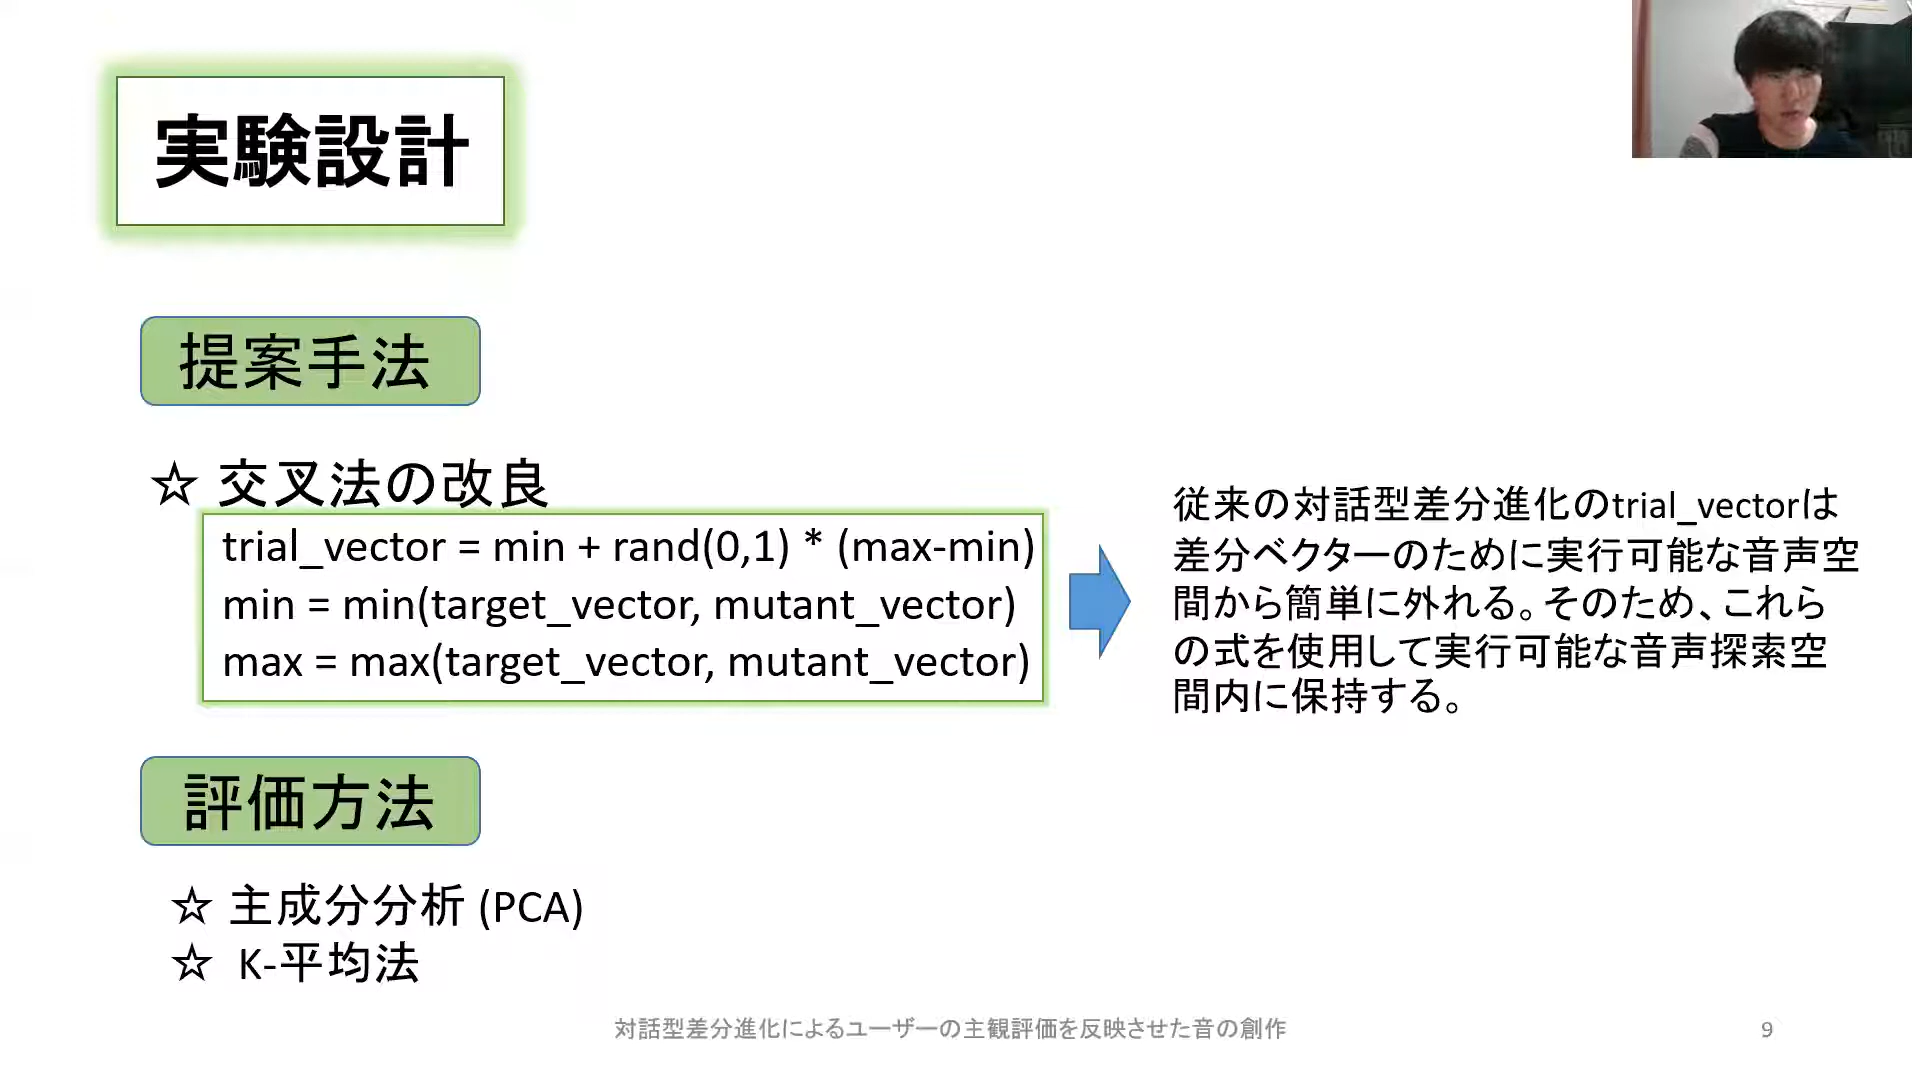 実験設計
提案手法
☆ 交叉法の改良
trial_vector = min + rand(0,1) * (max-min)
min = min(target_vector, mutant_vector)
max = max(target_vector, mutant_vector)
従来の対話型差分進化のtrial_vectorは
差分ベクターのために実行可能な音声空
間から簡単に外れる。そのため、これら
の式を使用して実行可能な音声探索空
間内に保持する。
評価方法
☆ 主成分分析 (PCA)
☆ K-平均法
対話型差分進化によるユーザーの主観評価を反映させた音の創作
9